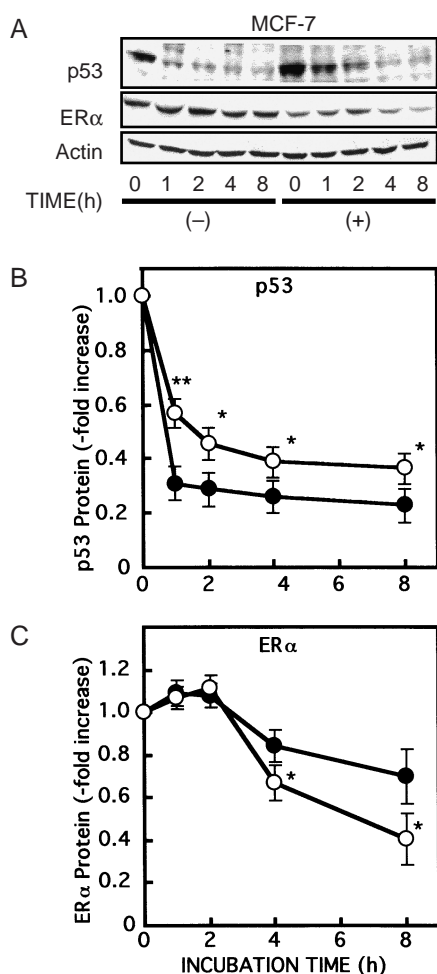 A
MCF-7
p53
ERα
Actin
TIME(h) 0 1 2 4 8 0 1 2 4 8
(–) (+)
B
p53
p53 Protein (-fold increase)
1.0
0.8
0.6
0.4
0.2
0
**
*
*
*
0 2 4 6 8
C
ERα
ERα Protein (-fold increase)
1.2
1.0
0.8
0.6
0.4
0.2
0
*
*
0 2 4 6 8
INCUBATION TIME (h)